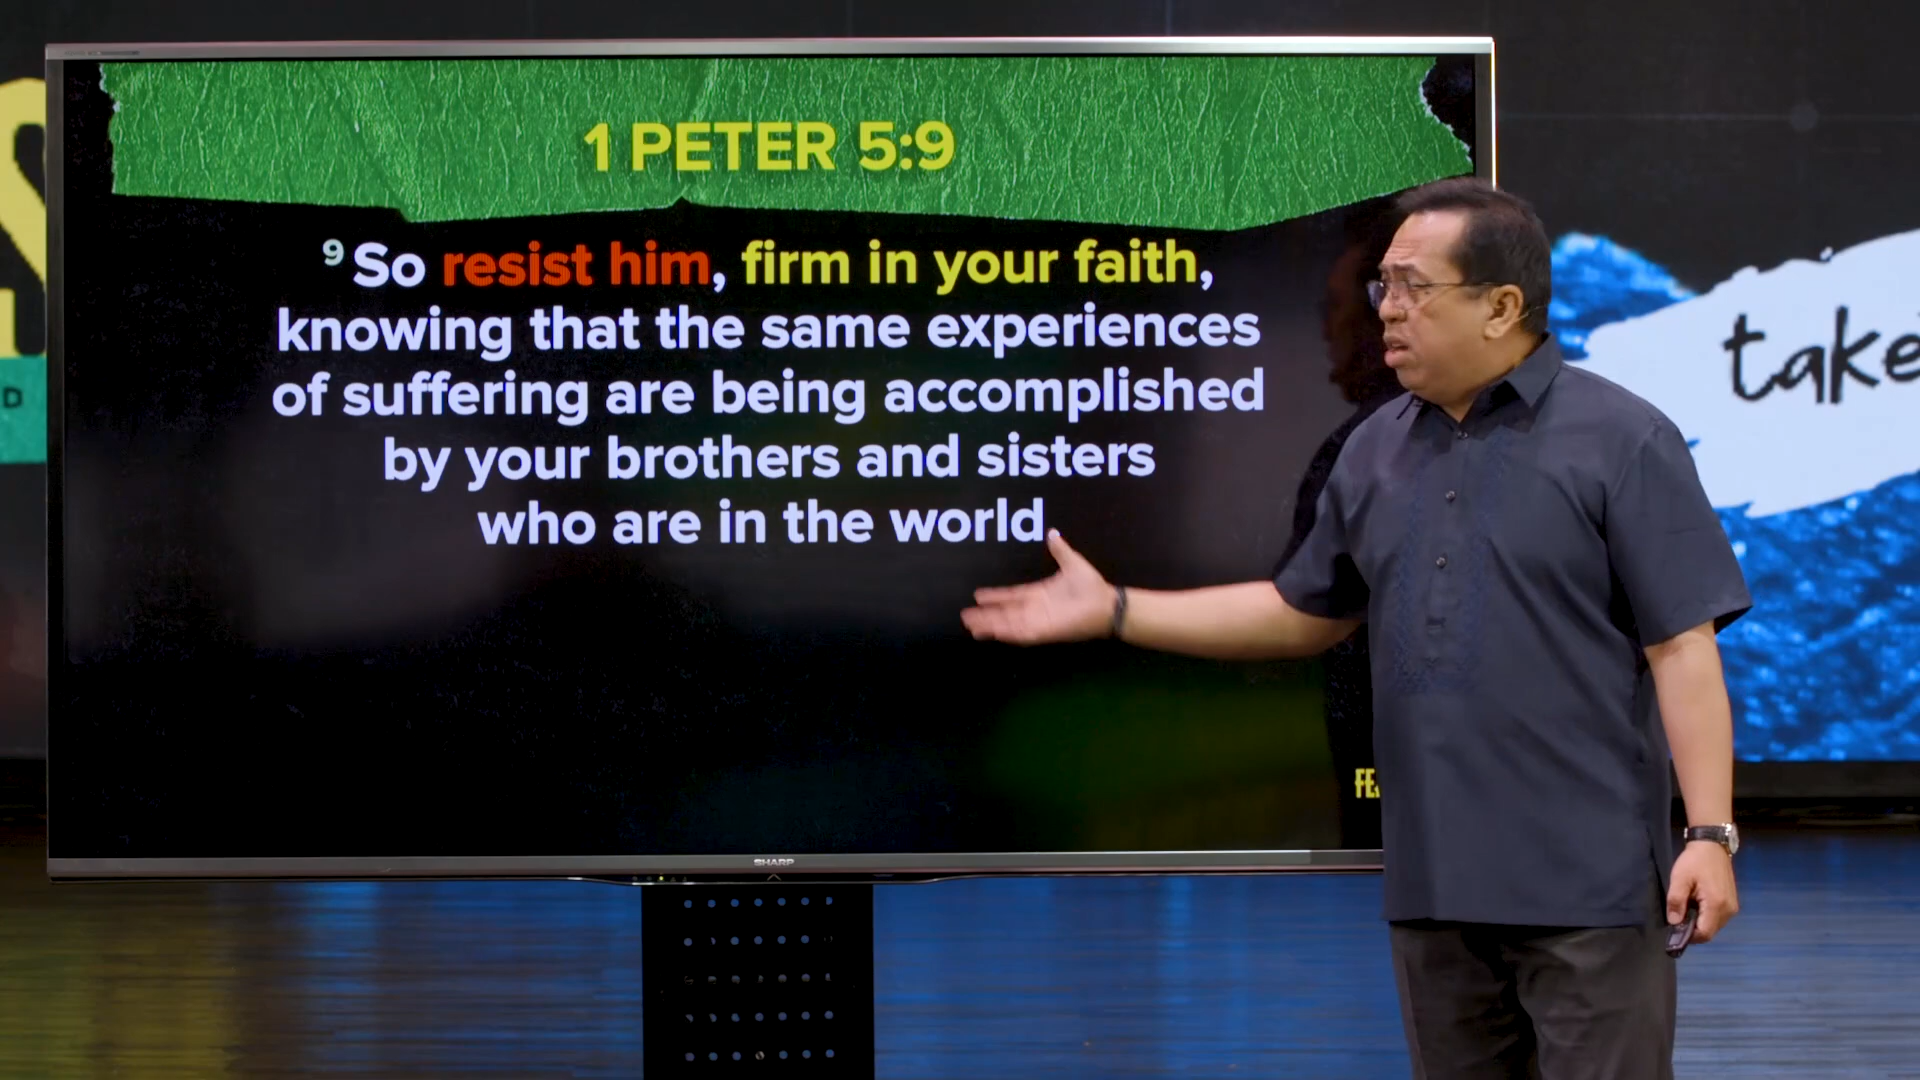 1 PETER 5:9
9 So resist him, firm in your faith,
knowing that the same experiences
of suffering are being accomplished
by your brothers and sisters
who are in the world.
take
SHARP
D